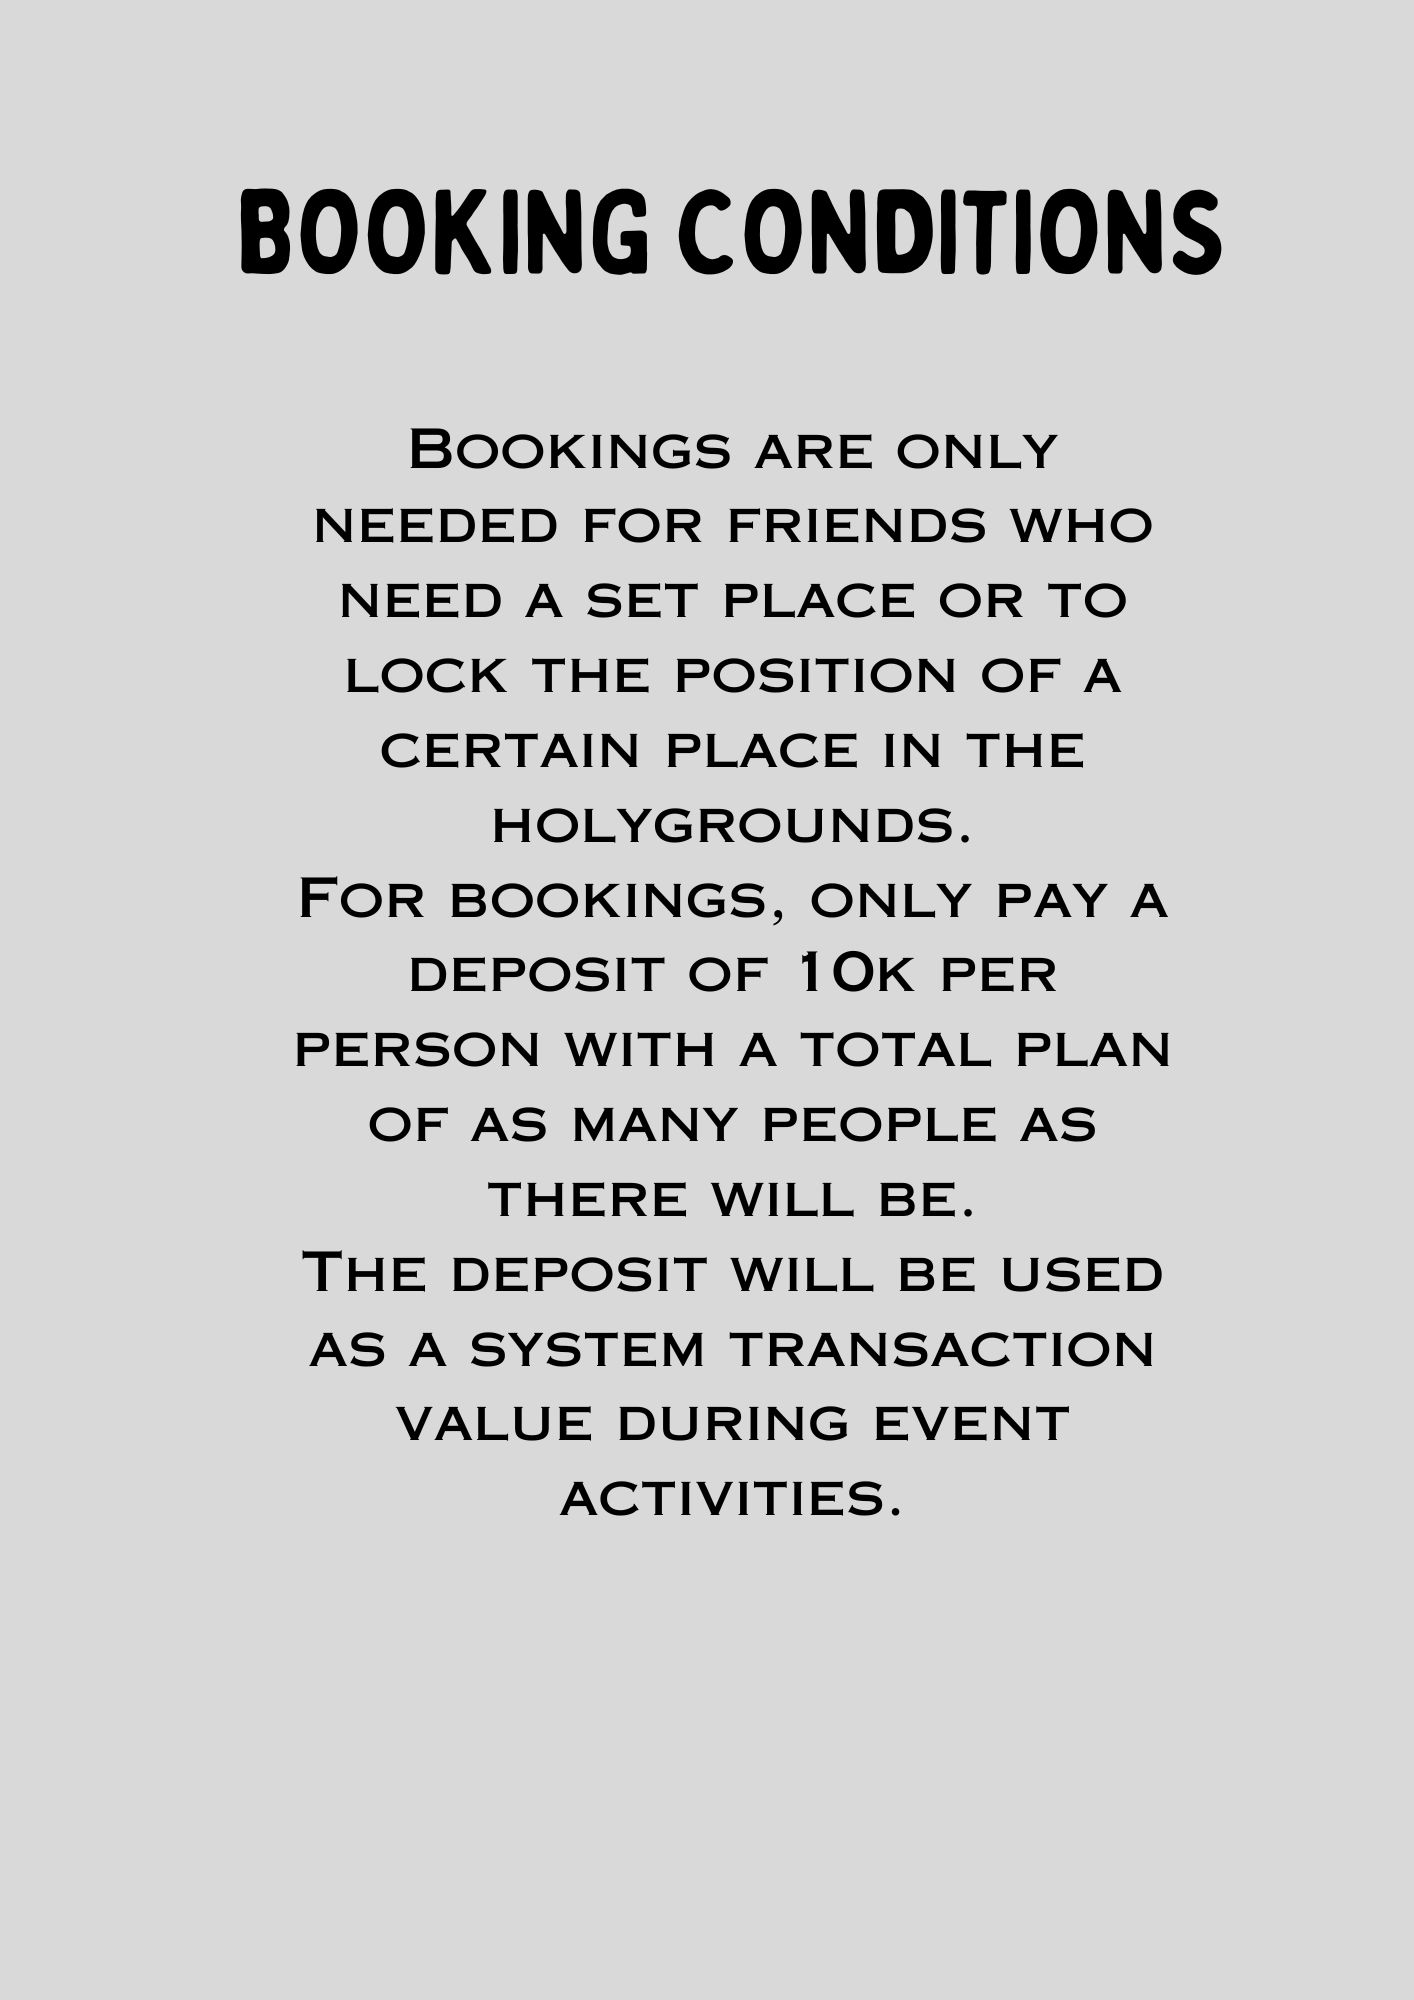 BOOKING CONDITIONS
Bookings are only
needed for friends who
need a set place or to
lock the position of a
certain place in the
holygrounds.
For bookings, only pay a
deposit of 10k per
person with a total plan
of as many people as
there will be.
The deposit will be used
as a system transaction
value during event
activities.